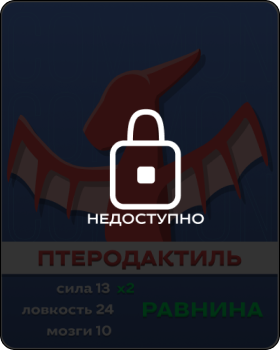 НЕДОСТУПНО
ПТЕРОДАКТИЛЬ
сила 13 x2
ловкость 24
РАВНИНА
мозги 10